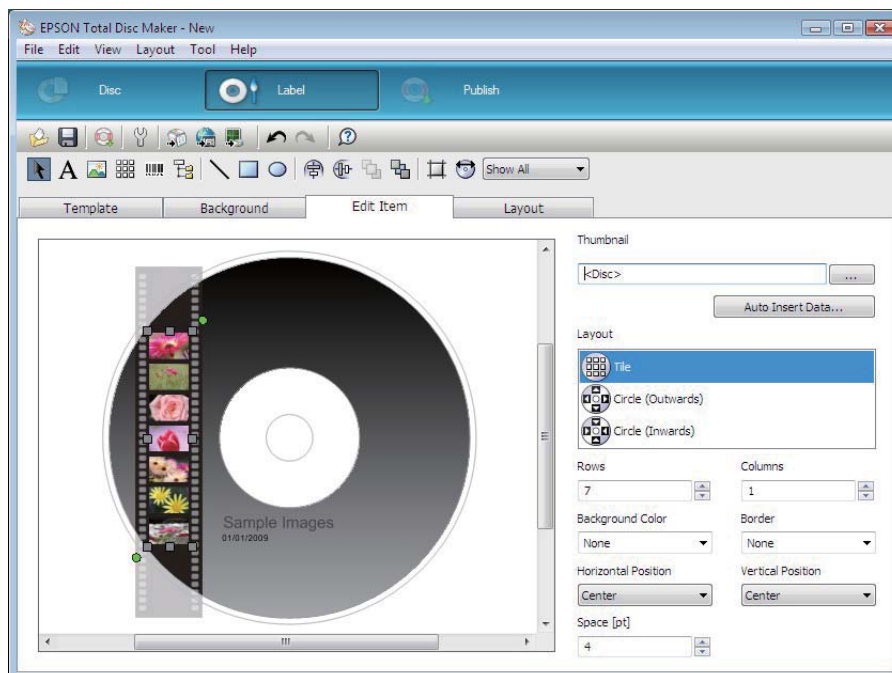 EPSON Total Disc Maker - New
File Edit View Layout Tool Help
Disc Label Publish
A Show All
Template Background Edit Item Layout
Thumbnail
<Disc>
...
Auto Insert Data...
Layout
Tile
Circle (Outwards)
Circle (Inwards)
Rows Columns
7 1
Background Color Border
None None
Horizontal Position Vertical Position
Center Center
Space [pt]
4
Sample Images
01/01/2009